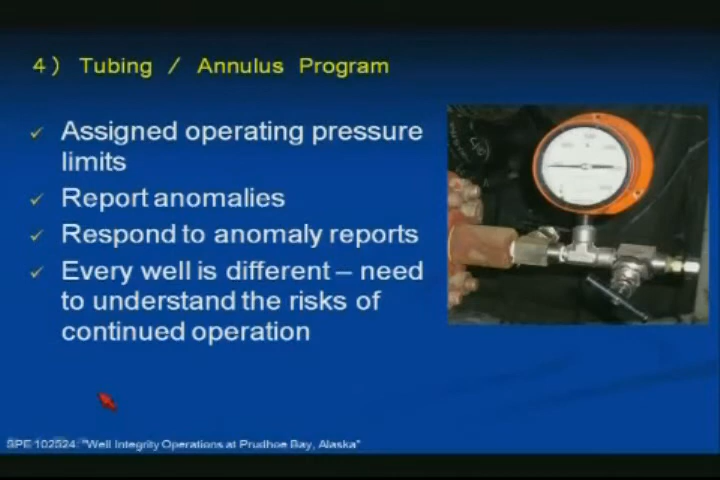 4) Tubing / Annulus Program
Assigned operating pressure
limits
Report anomalies
Respond to anomaly reports
Every well is different – need
to understand the risks of
continued operation
SPE 102524: "Well Integrity Operations at Prudhoe Bay, Alaska"